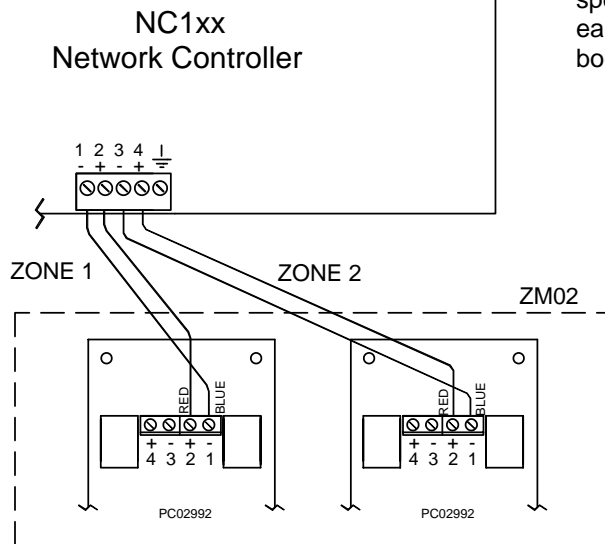 NC1xx
Network Controller
1 2 3 4
- + - +
ZONE 1
ZONE 2
ZM02
RED
BLUE
+ - + -
4 3 2 1
PC02992
RED
BLUE
+ - + -
4 3 2 1
PC02992